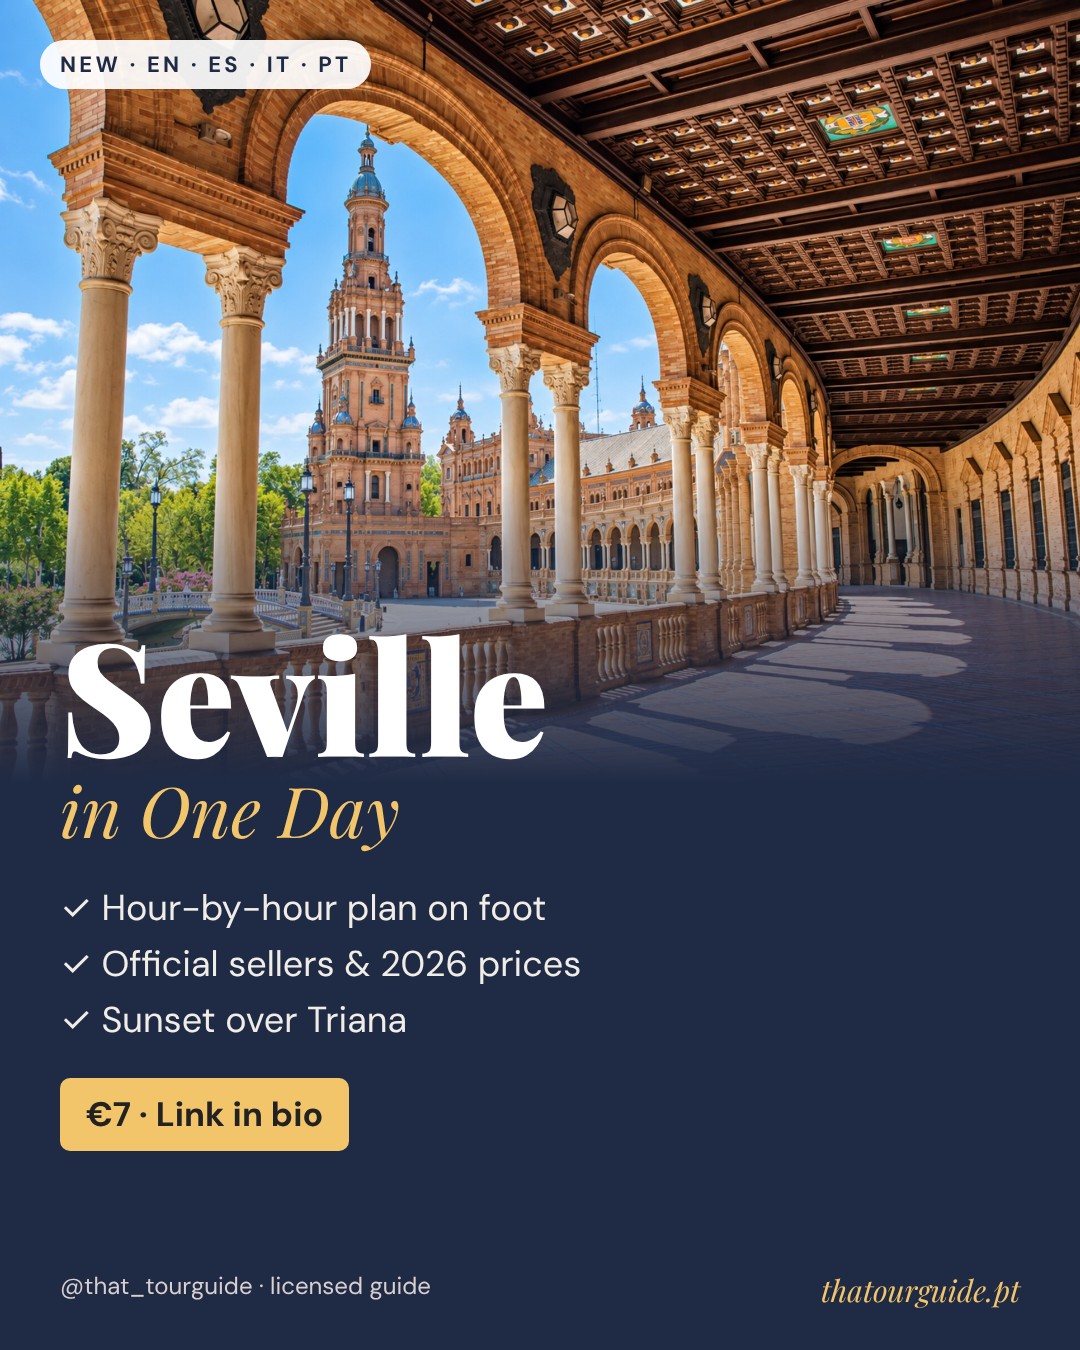 NEW · EN · ES · IT · PT
Seville
in One Day
✓ Hour-by-hour plan on foot
✓ Official sellers & 2026 prices
✓ Sunset over Triana
€7 · Link in bio
@that_tourguide · licensed guide
thatourguide.pt